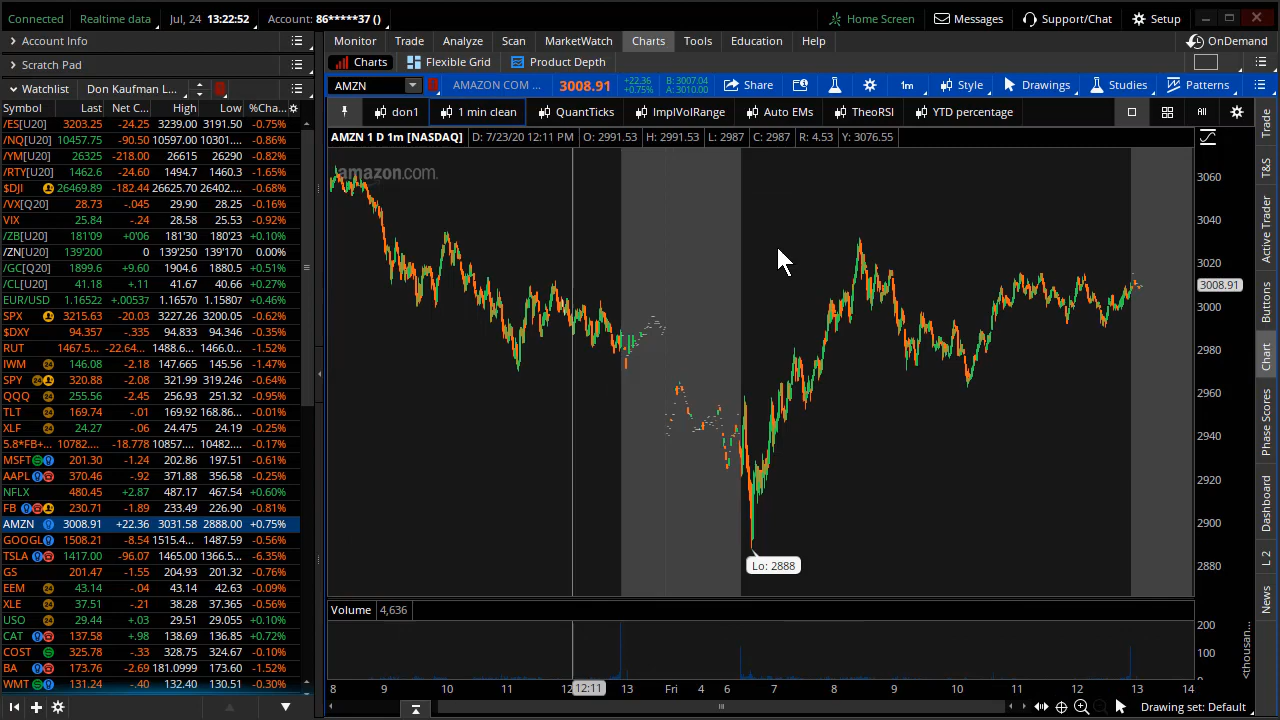 Connected Realtime data Jul, 24 13:22:52 Account: 86*****37 () Home Screen Messages Support/Chat Setup
Account Info
Scratch Pad
Watchlist Don Kaufman L...
Symbol Last Net C... High Low %Cha...
/ES[U20] 3203.25 -24.25 3239.00 3191.50 -0.75%
/NQ[U20] 10457.75 -90.50 10597.00 10301.... -0.86%
/YM[U20] 26325 -218.00 26615 26290 -0.82%
/RTY[U20] 1462.6 -24.60 1494.7 1460.3 -1.65%
$DJI 26469.89 -182.44 26625.70 26402.... -0.68%
/VX[Q20] 28.73 -.045 29.90 28.25 -0.16%
VIX 25.84 -.24 28.58 25.53 -0.92%
/ZB[U20] 181'09 +0'06 181'30 180'23 +0.10%
/ZN[U20] 139'200 0 139'250 139'170 0.00%
/GC[Q20] 1899.6 +9.60 1904.6 1880.5 +0.51%
/CL[U20] 41.18 +.11 41.67 40.66 +0.27%
EUR/USD 1.16522 +.00537 1.16570 1.15807 +0.46%
SPX 3215.63 -20.03 3227.26 3200.05 -0.62%
$DXY 94.357 -.335 94.833 94.346 -0.35%
RUT 1467.5... -22.64... 1488.6... 1466.0... -1.52%
IWM 146.08 -2.18 147.665 145.56 -1.47%
SPY 320.88 -2.08 321.99 319.246 -0.64%
QQQ 255.56 -2.45 256.93 251.32 -0.95%
TLT 169.74 -.01 169.92 168.86... -0.01%
XLF 24.27 -.06 24.475 24.19 -0.25%
5.8*FB+... 10782.... -18.778 10857.... 10482.... -0.17%
MSFT 201.30 -1.24 202.86 197.51 -0.61%
AAPL 370.46 -.92 371.88 356.58 -0.25%
NFLX 480.45 +2.87 487.17 467.54 +0.60%
FB 230.71 -1.89 233.49 226.90 -0.81%
AMZN 3008.91 +22.36 3031.58 2888.00 +0.75%
GOOGL 1508.21 -8.54 1515.4... 1487.59 -0.56%
TSLA 1417.00 -96.07 1465.00 1366.5... -6.35%
GS 201.47 -1.55 204.93 201.32 -0.76%
EEM 43.14 -.04 43.14 42.63 -0.09%
XLE 37.51 -.21 38.28 37.365 -0.56%
USO 29.44 +.03 29.51 29.055 +0.10%
CAT 137.58 +.98 138.69 136.85 +0.72%
COST 325.78 -.33 328.75 324.67 -0.10%
BA 173.76 -2.69 181.0999 173.60 -1.52%
WMT 131.24 -.40 132.40 130.51 -0.30%
Monitor Trade Analyze Scan MarketWatch Charts Tools Education Help OnDemand
Charts Flexible Grid Product Depth
AMZN AMAZON COM ... 3008.91 +22.36 +0.75% B: 3007.04 A: 3010.00 Share 1m Style Drawings Studies Patterns
don1 1 min clean QuantTicks ImplVolRange Auto EMs TheoRSI YTD percentage
AMZN 1 D 1m [NASDAQ] D: 7/23/20 12:11 PM O: 2991.53 H: 2991.53 L: 2987 C: 2987 R: 4.53 Y: 3076.55
amazon.com.
3060
3040
3020
3008.91
3000
2980
2960
2940
2920
2900
2880
Lo: 2888
Volume 4,636
200
100
0
<thousan...
8 9 10 11 12 12:11 13 Fri 4 6 7 8 9 10 11 12 13 14
Drawing set: Default
Trade
T&S
Active Trader
Buttons
Chart
Phase Scores
Dashboard
L 2
News